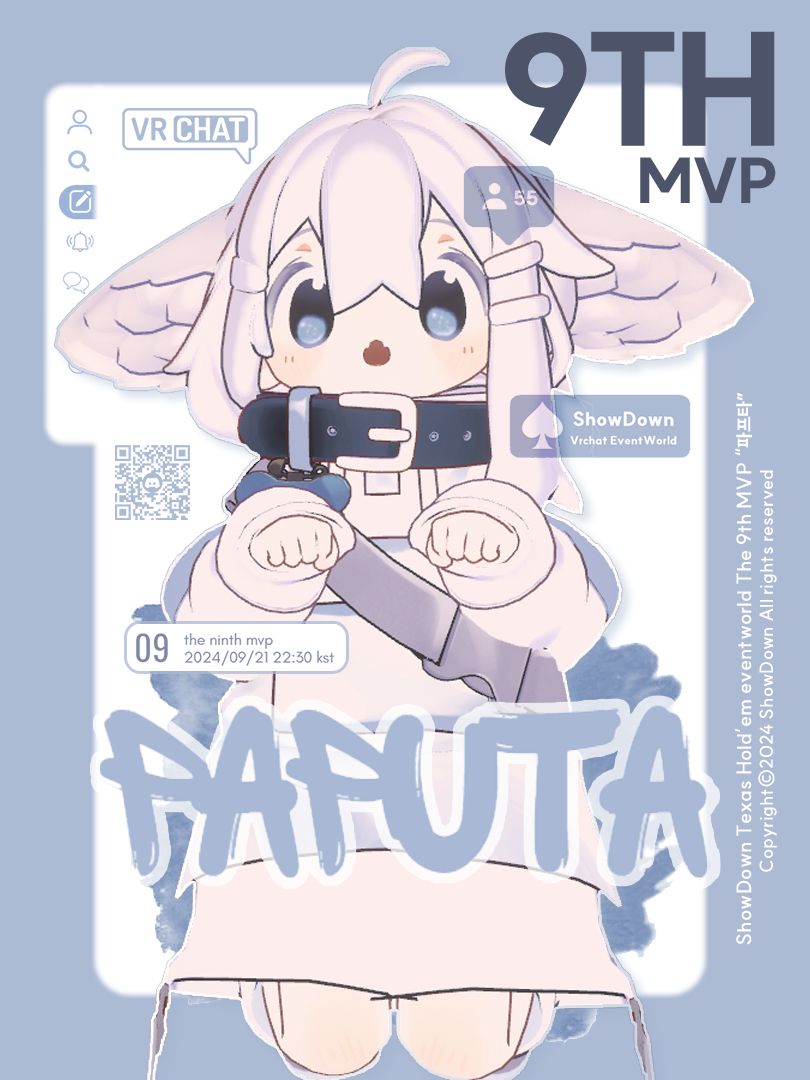 9TH
MVP
VR CHAT
55
ShowDown
Vrchat EventWorld
09
the ninth mvp
2024/09/21 22:30 kst
PAPUTA
ShowDown Texas Hold'em eventworld The 9th MVP "파프타"
Copyright©2024 ShowDown All rights reserved